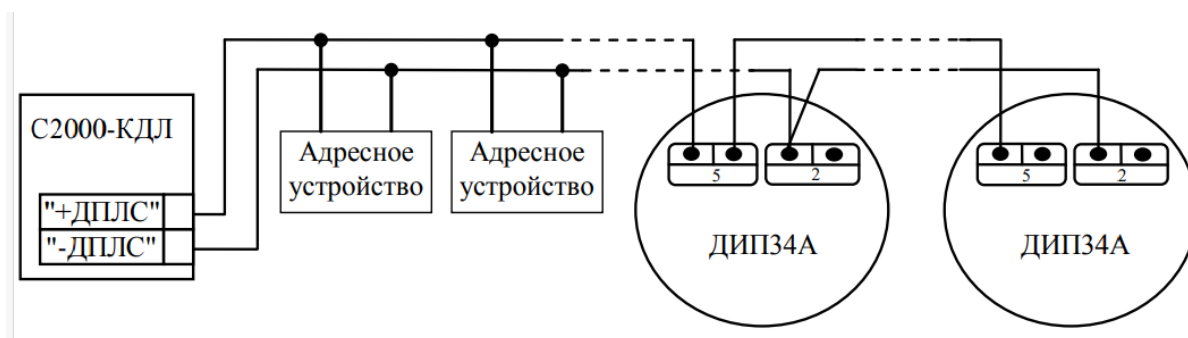 С2000-КДЛ
"+ДПЛС"
"-ДПЛС"
Адресное
устройство
Адресное
устройство
5
2
ДИП34А
5
2
ДИП34А